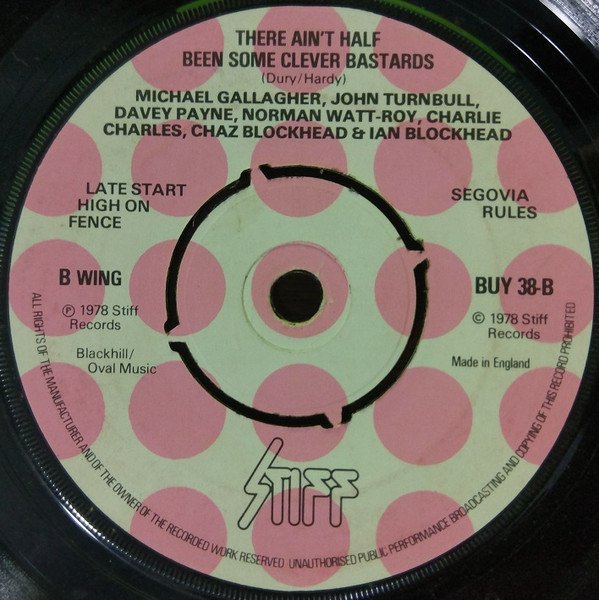 THERE AIN'T HALF
BEEN SOME CLEVER BASTARDS
(Dury/Hardy)
MICHAEL GALLAGHER, JOHN TURNBULL,
DAVEY PAYNE, NORMAN WATT-ROY, CHARLIE
CHARLES, CHAZ BLOCKHEAD & IAN BLOCKHEAD
LATE START
HIGH ON
FENCE
SEGOVIA
RULES
B WING
BUY 38-B
℗ 1978 Stiff
Records
© 1978 Stiff
Records
Blackhill/
Oval Music
Made in England
STIFF
ALL RIGHTS OF THE MANUFACTURER AND OF THE OWNER OF THE RECORDED WORK RESERVED UNAUTHORISED PUBLIC PERFORMANCE BROADCASTING AND COPYING OF THIS RECORD PROHIBITED